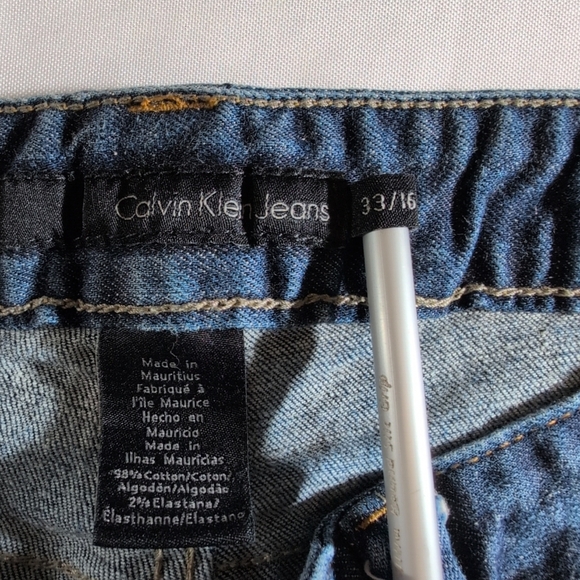 Calvin Klein Jeans
33/16
Made in
Mauritius
Fabriqué à
l'île Maurice
Hecho en
Mauricio
Made in
Ilhas Maurícias
98% Cotton/Coton/
Algodón/Algodão
2% Elastane/
Élasthanne/Elastano